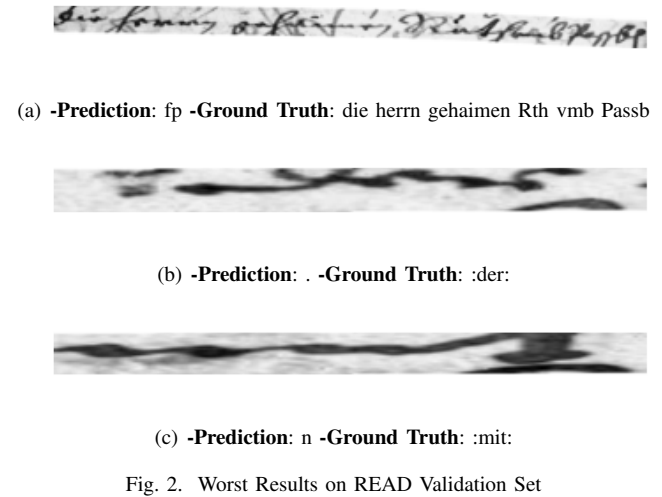 (a) -Prediction: fp -Ground Truth: die herrn gehaimen Rth vmb Passb
(b) -Prediction: . -Ground Truth: :der:
(c) -Prediction: n -Ground Truth: :mit:
Fig. 2. Worst Results on READ Validation Set